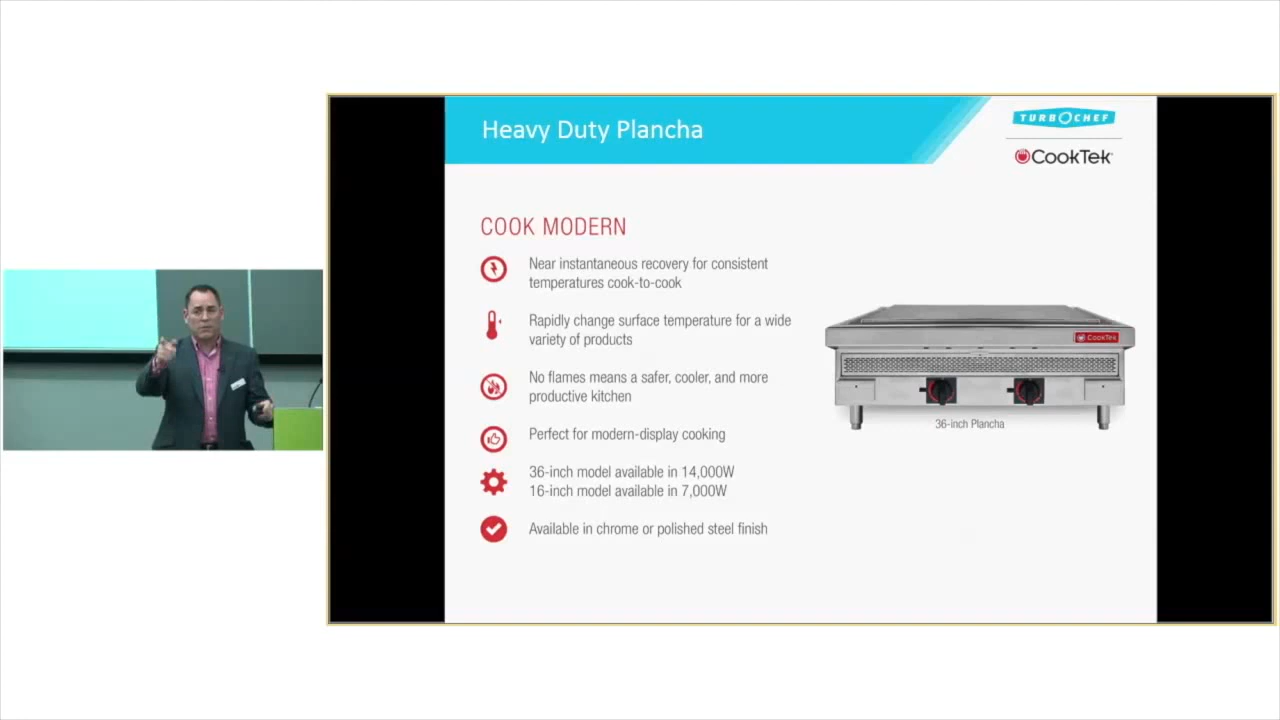 Heavy Duty Plancha
TURBOCHEF
CookTek
COOK MODERN
Near instantaneous recovery for consistent
temperatures cook-to-cook
Rapidly change surface temperature for a wide
variety of products
No flames means a safer, cooler, and more
productive kitchen
Perfect for modern-display cooking
36-inch model available in 14,000W
16-inch model available in 7,000W
Available in chrome or polished steel finish
CookTek
36-inch Plancha